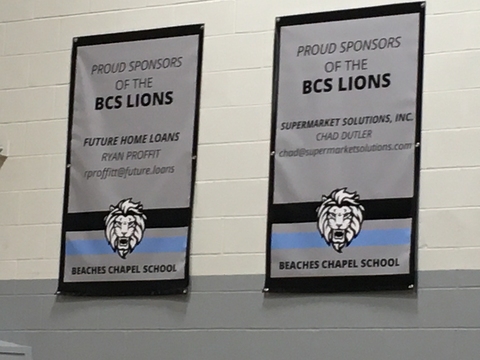 PROUD SPONSORS
OF THE
BCS LIONS
FUTURE HOME LOANS
RYAN PROFFIT
rproffitt@future.loans
BEACHES CHAPEL SCHOOL
PROUD SPONSORS
OF THE
BCS LIONS
SUPERMARKET SOLUTIONS, INC.
CHAD DUTLER
chad@supermarketsolutions.com
BEACHES CHAPEL SCHOOL